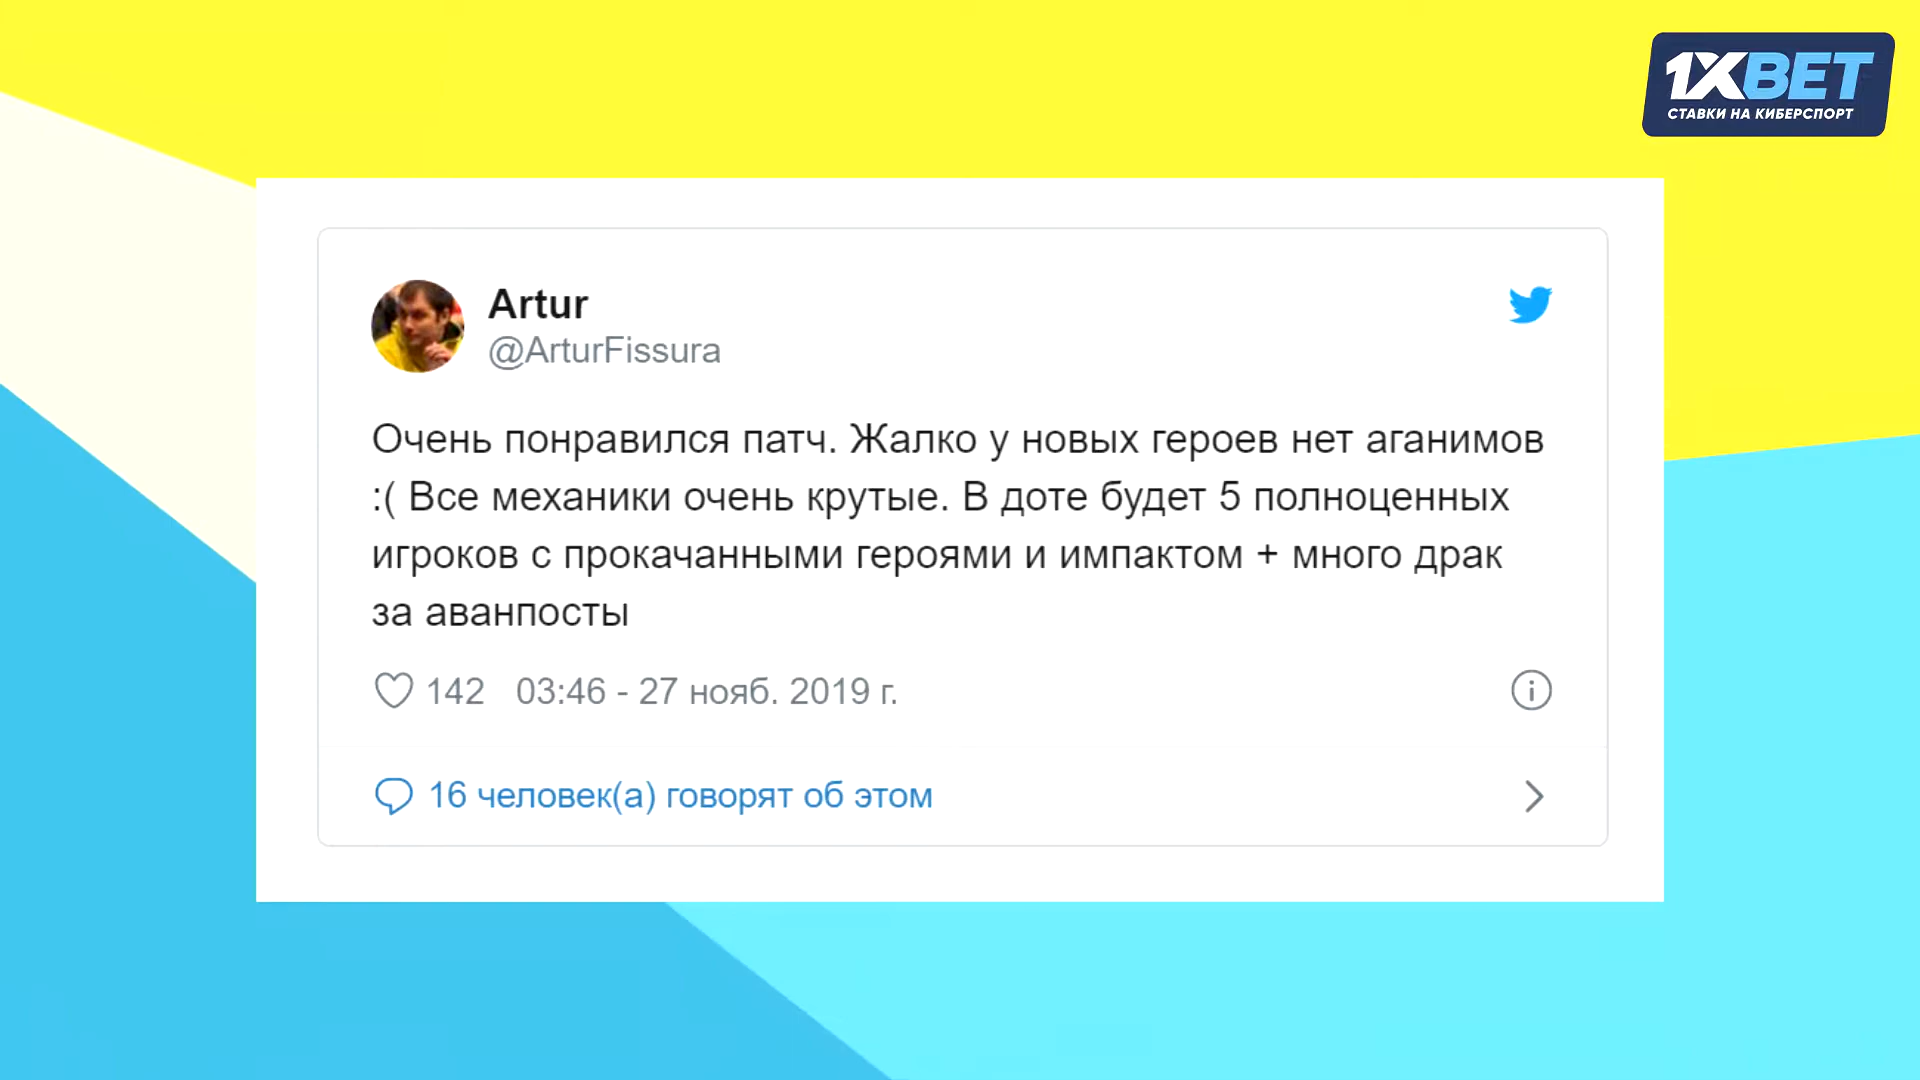 1XBET
СТАВКИ НА КИБЕРСПОРТ
Artur
@ArturFissura
Очень понравился патч. Жалко у новых героев нет аганимов
:( Все механики очень крутые. В доте будет 5 полноценных
игроков с прокачанными героями и импактом + много драк
за аванпосты
142 03:46 - 27 нояб. 2019 г.
16 человек(а) говорят об этом